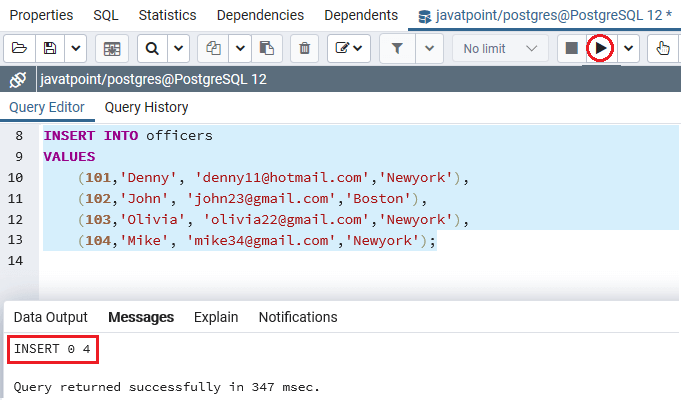 Properties SQL Statistics Dependencies Dependents javatpoint/postgres@PostgreSQL 12 *
No limit
javatpoint/postgres@PostgreSQL 12
Query Editor Query History
8 INSERT INTO officers
9 VALUES
10 (101,'Denny', 'denny11@hotmail.com','Newyork'),
11 (102,'John', 'john23@gmail.com','Boston'),
12 (103,'Olivia', 'olivia22@gmail.com','Newyork'),
13 (104,'Mike', 'mike34@gmail.com','Newyork');
14
Data Output Messages Explain Notifications
INSERT 0 4
Query returned successfully in 347 msec.